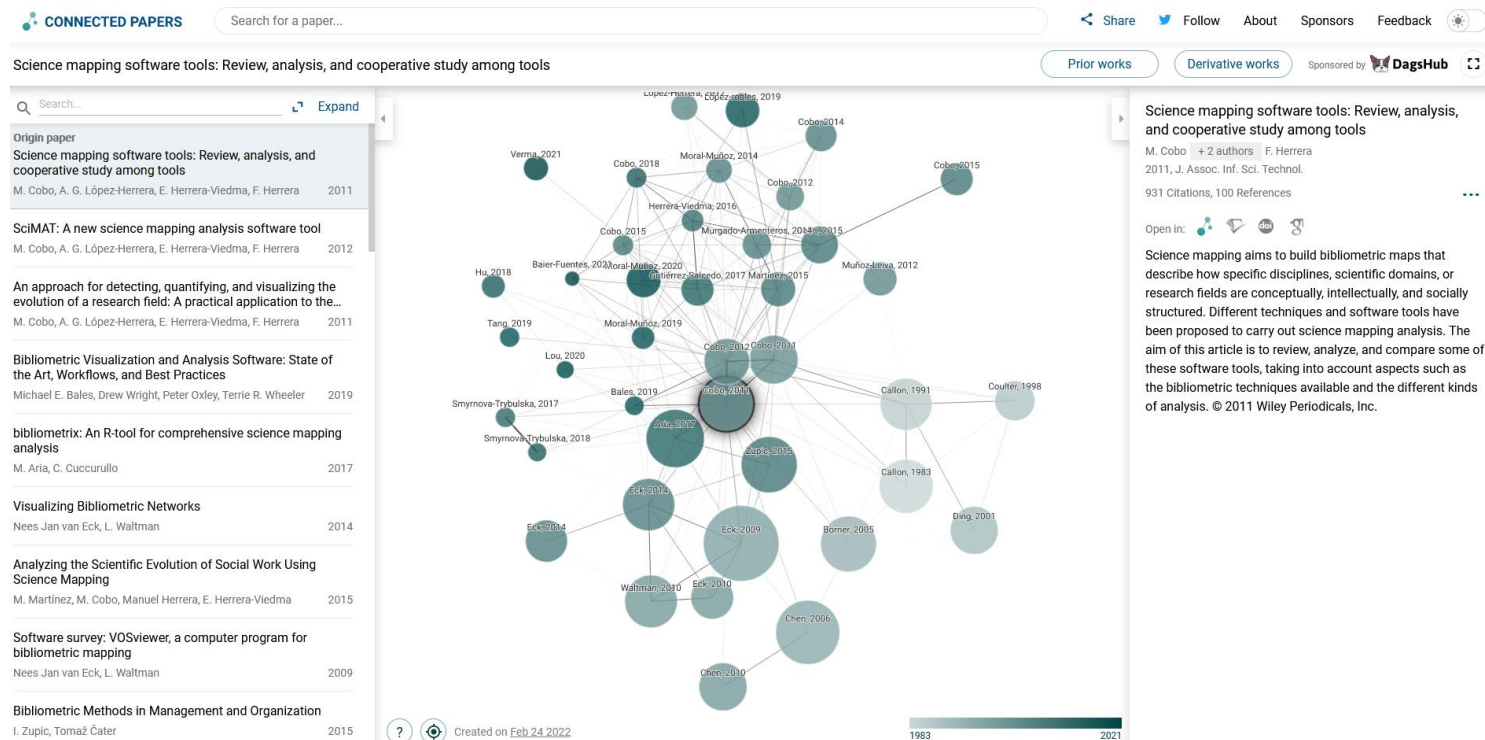 CONNECTED PAPERS
Search for a paper...
Share
Follow
About
Sponsors
Feedback
Science mapping software tools: Review, analysis, and cooperative study among tools
Prior works
Derivative works
Sponsored by DagsHub
Search...
Expand
Origin paper
Science mapping software tools: Review, analysis, and
cooperative study among tools
M. Cobo, A. G. López-Herrera, E. Herrera-Viedma, F. Herrera 2011
SciMAT: A new science mapping analysis software tool
M. Cobo, A. G. López-Herrera, E. Herrera-Viedma, F. Herrera 2012
An approach for detecting, quantifying, and visualizing the
evolution of a research field: A practical application to the...
M. Cobo, A. G. López-Herrera, E. Herrera-Viedma, F. Herrera 2011
Bibliometric Visualization and Analysis Software: State of
the Art, Workflows, and Best Practices
Michael E. Bales, Drew Wright, Peter Oxley, Terrie R. Wheeler 2019
bibliometrix: An R-tool for comprehensive science mapping
analysis
M. Aria, C. Cuccurullo 2017
Visualizing Bibliometric Networks
Nees Jan van Eck, L. Waltman 2014
Analyzing the Scientific Evolution of Social Work Using
Science Mapping
M. Martínez, M. Cobo, Manuel Herrera, E. Herrera-Viedma 2015
Software survey: VOSviewer, a computer program for
bibliometric mapping
Nees Jan van Eck, L. Waltman 2009
Bibliometric Methods in Management and Organization
I. Zupic, Tomaž Čater 2015
López-Herrera, 2012
López-robles, 2019
Cobo, 2014
Verma, 2021
Cobo, 2018
Moral-Muñoz, 2014
Cobo, 2015
Cobo, 2012
Herrera-Viedma, 2016
Cobo, 2015
Murgado-Armenteros, 2014
2015
Hu, 2018
Baier-Fuentes, 2021
Moral-Muñoz, 2020
Gutiérrez-Salcedo, 2017
Martínez, 2015
Muñoz-Leiva, 2012
Tang, 2019
Moral-Muñoz, 2019
Cobo, 2012
Cobo, 2011
Lou, 2020
Bales, 2019
Cobo, 2011
Callon, 1991
Coulter, 1998
Smyrnova-Trybulska, 2017
Aria, 2017
Smyrnova-Trybulska, 2018
Zupic, 2015
Callon, 1983
Eck, 2014
Eck, 2014
Eck, 2009
Börner, 2005
Ding, 2001
Waltman, 2010
Eck, 2010
Chen, 2006
Chen, 2010
? Created on Feb 24 2022
1983 2021
Science mapping software tools: Review, analysis,
and cooperative study among tools
M. Cobo + 2 authors F. Herrera
2011, J. Assoc. Inf. Sci. Technol.
931 Citations, 100 References
Open in: doi
Science mapping aims to build bibliometric maps that
describe how specific disciplines, scientific domains, or
research fields are conceptually, intellectually, and socially
structured. Different techniques and software tools have
been proposed to carry out science mapping analysis. The
aim of this article is to review, analyze, and compare some of
these software tools, taking into account aspects such as
the bibliometric techniques available and the different kinds
of analysis. © 2011 Wiley Periodicals, Inc.